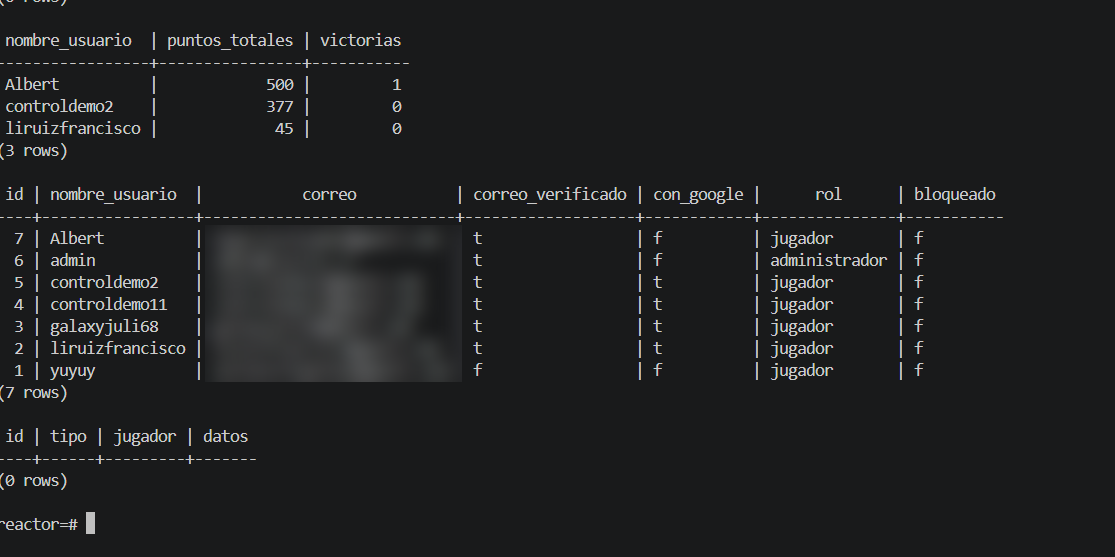 (0 rows)
nombre_usuario | puntos_totales | victorias
----------------+----------------+-----------
Albert | 500 | 1
controldemo2 | 377 | 0
liruizfrancisco | 45 | 0
(3 rows)
id | nombre_usuario | correo | correo_verificado | con_google | rol | bloqueado
----+-----------------+-------------------------+-------------------+------------+---------------+-----------
7 | Albert | t | f | jugador | f
6 | admin | t | f | administrador | f
5 | controldemo2 | t | t | jugador | f
4 | controldemo11 | t | t | jugador | f
3 | galaxyjuli68 | t | t | jugador | f
2 | liruizfrancisco | t | t | jugador | f
1 | yuyuy | f | f | jugador | f
(7 rows)
id | tipo | jugador | datos
----+------+---------+-------
(0 rows)
reactor=#